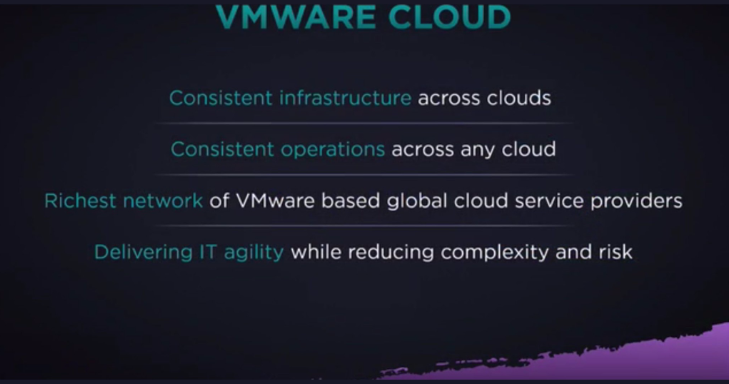 VMWARE CLOUD
Consistent infrastructure across clouds
Consistent operations across any cloud
Richest network of VMware based global cloud service providers
Delivering IT agility while reducing complexity and risk